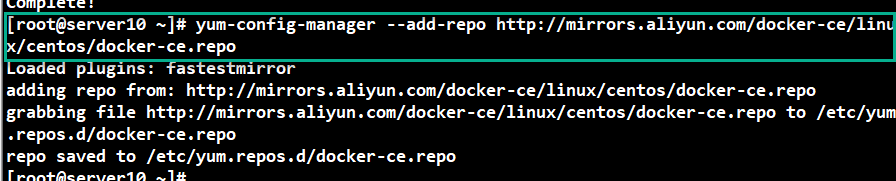 Complete!
[root@server10 ~]# yum-config-manager --add-repo http://mirrors.aliyun.com/docker-ce/linu
x/centos/docker-ce.repo
Loaded plugins: fastestmirror
adding repo from: http://mirrors.aliyun.com/docker-ce/linux/centos/docker-ce.repo
grabbing file http://mirrors.aliyun.com/docker-ce/linux/centos/docker-ce.repo to /etc/yum
.repos.d/docker-ce.repo
repo saved to /etc/yum.repos.d/docker-ce.repo
[root@server10 ~]#